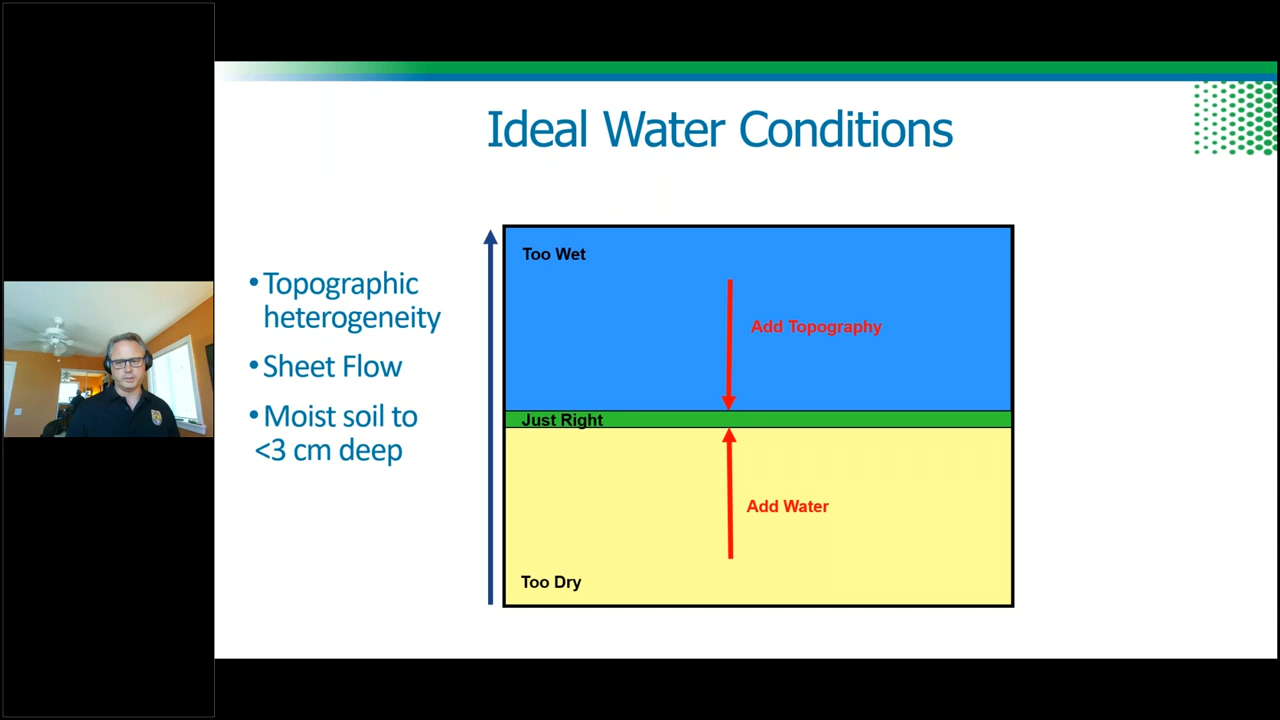 Ideal Water Conditions
•Topographic
heterogeneity
•Sheet Flow
•Moist soil to
<3 cm deep
Too Wet
Add Topography
Just Right
Add Water
Too Dry